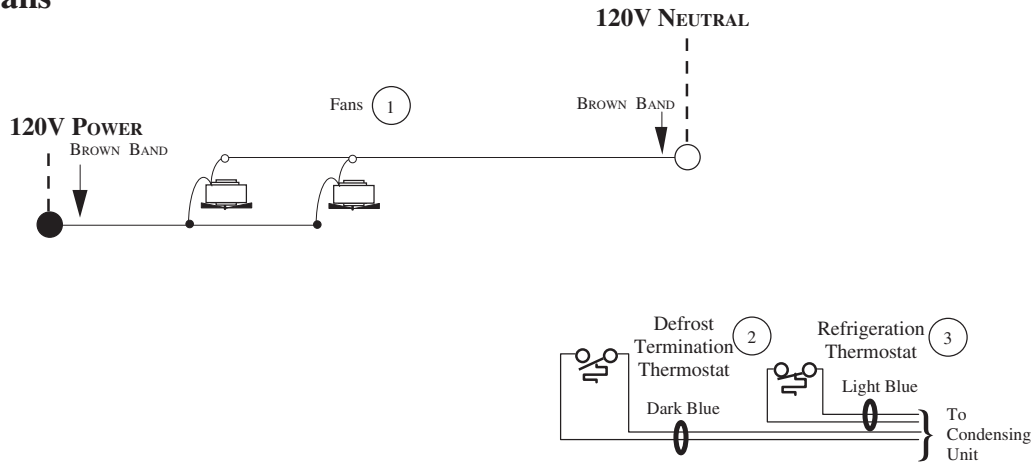 120V NEUTRAL
Fans 1
BROWN BAND
120V POWER
BROWN BAND
Defrost
Termination
Thermostat
2
Refrigeration
Thermostat
3
Light Blue
Dark Blue
To
Condensing
Unit